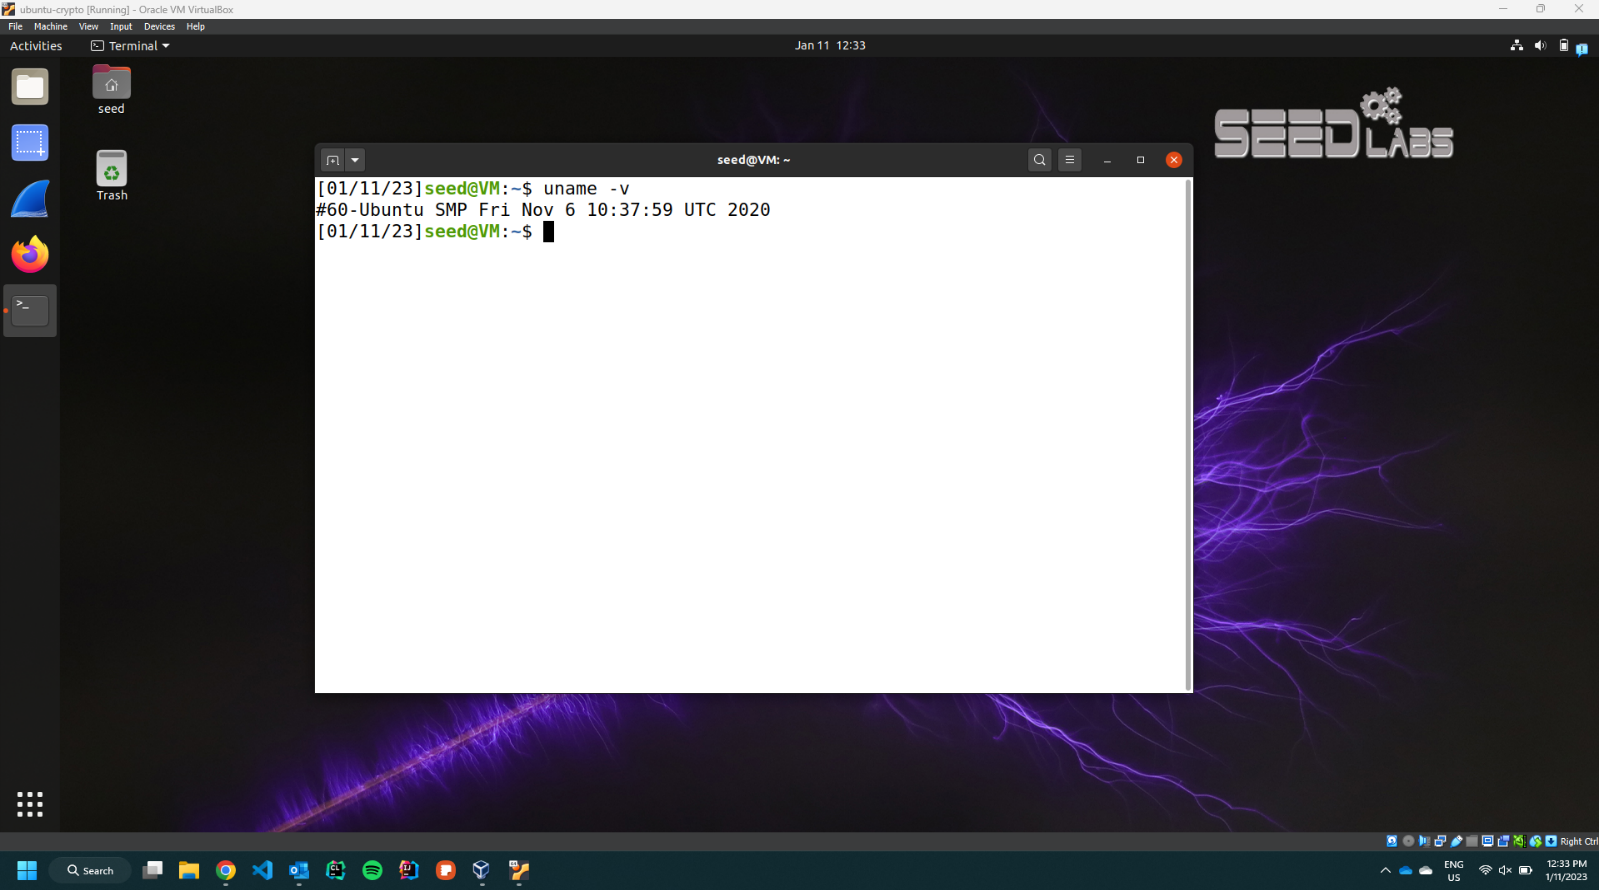 ubuntu-crypto [Running] - Oracle VM VirtualBox
File Machine View Input Devices Help
Activities Terminal Jan 11 12:33
seed
Trash
SEED LABS
seed@VM: ~
[01/11/23]seed@VM:~$ uname -v
#60-Ubuntu SMP Fri Nov 6 10:37:59 UTC 2020
[01/11/23]seed@VM:~$
>_
Right Ctrl
Search
ENG
US
12:33 PM
1/11/2023